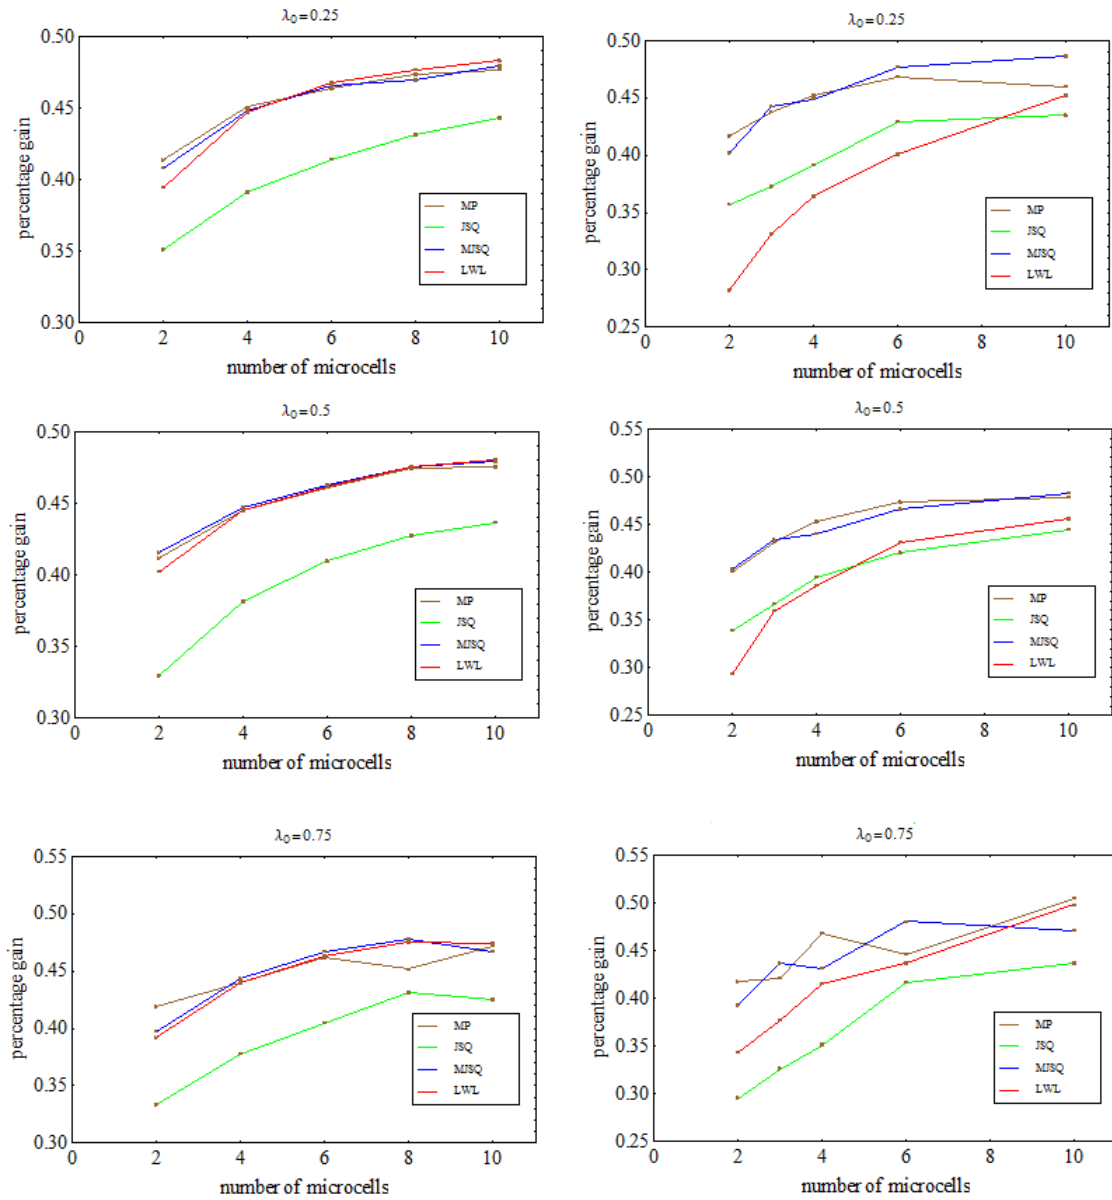 λ0=0.25
percentage gain
0.50
0.45
0.40
0.35
0.30
0 2 4 6 8 10
number of microcells
MP
JSQ
MJSQ
LWL
λ0=0.25
percentage gain
0.50
0.45
0.40
0.35
0.30
0.25
0 2 4 6 8 10
number of microcells
MP
JSQ
MJSQ
LWL
λ0=0.5
percentage gain
0.50
0.45
0.40
0.35
0.30
0 2 4 6 8 10
number of microcells
MP
JSQ
MJSQ
LWL
λ0=0.5
percentage gain
0.55
0.50
0.45
0.40
0.35
0.30
0.25
0 2 4 6 8 10
number of microcells
MP
JSQ
MJSQ
LWL
λ0=0.75
percentage gain
0.55
0.50
0.45
0.40
0.35
0.30
0 2 4 6 8 10
number of microcells
MP
JSQ
MJSQ
LWL
λ0=0.75
percentage gain
0.55
0.50
0.45
0.40
0.35
0.30
0.25
0 2 4 6 8 10
number of microcells
MP
JSQ
MJSQ
LWL